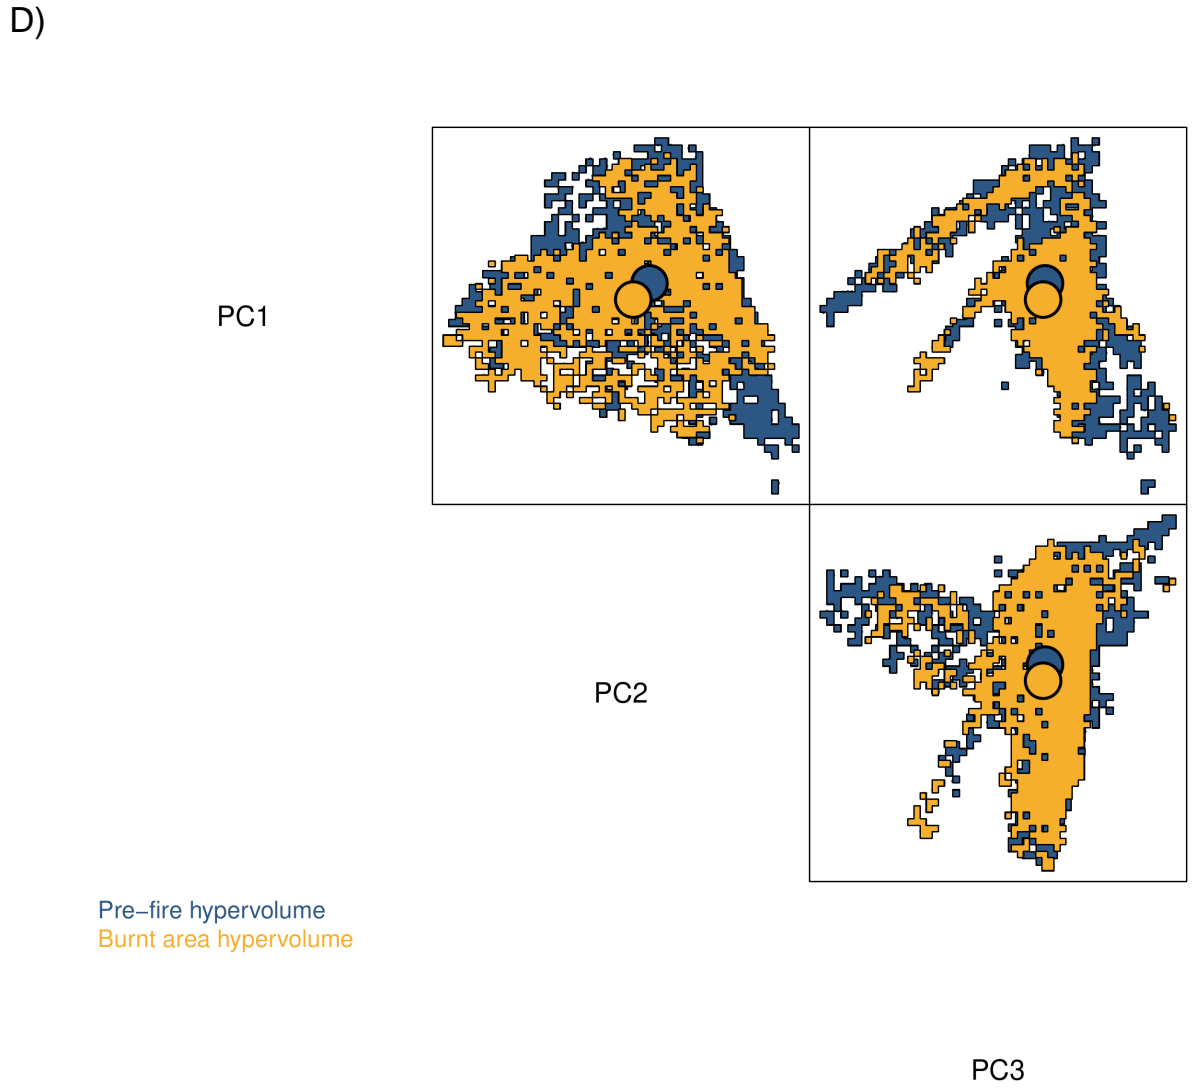 D)
PC1
PC2
Pre−fire hypervolume
Burnt area hypervolume
PC3